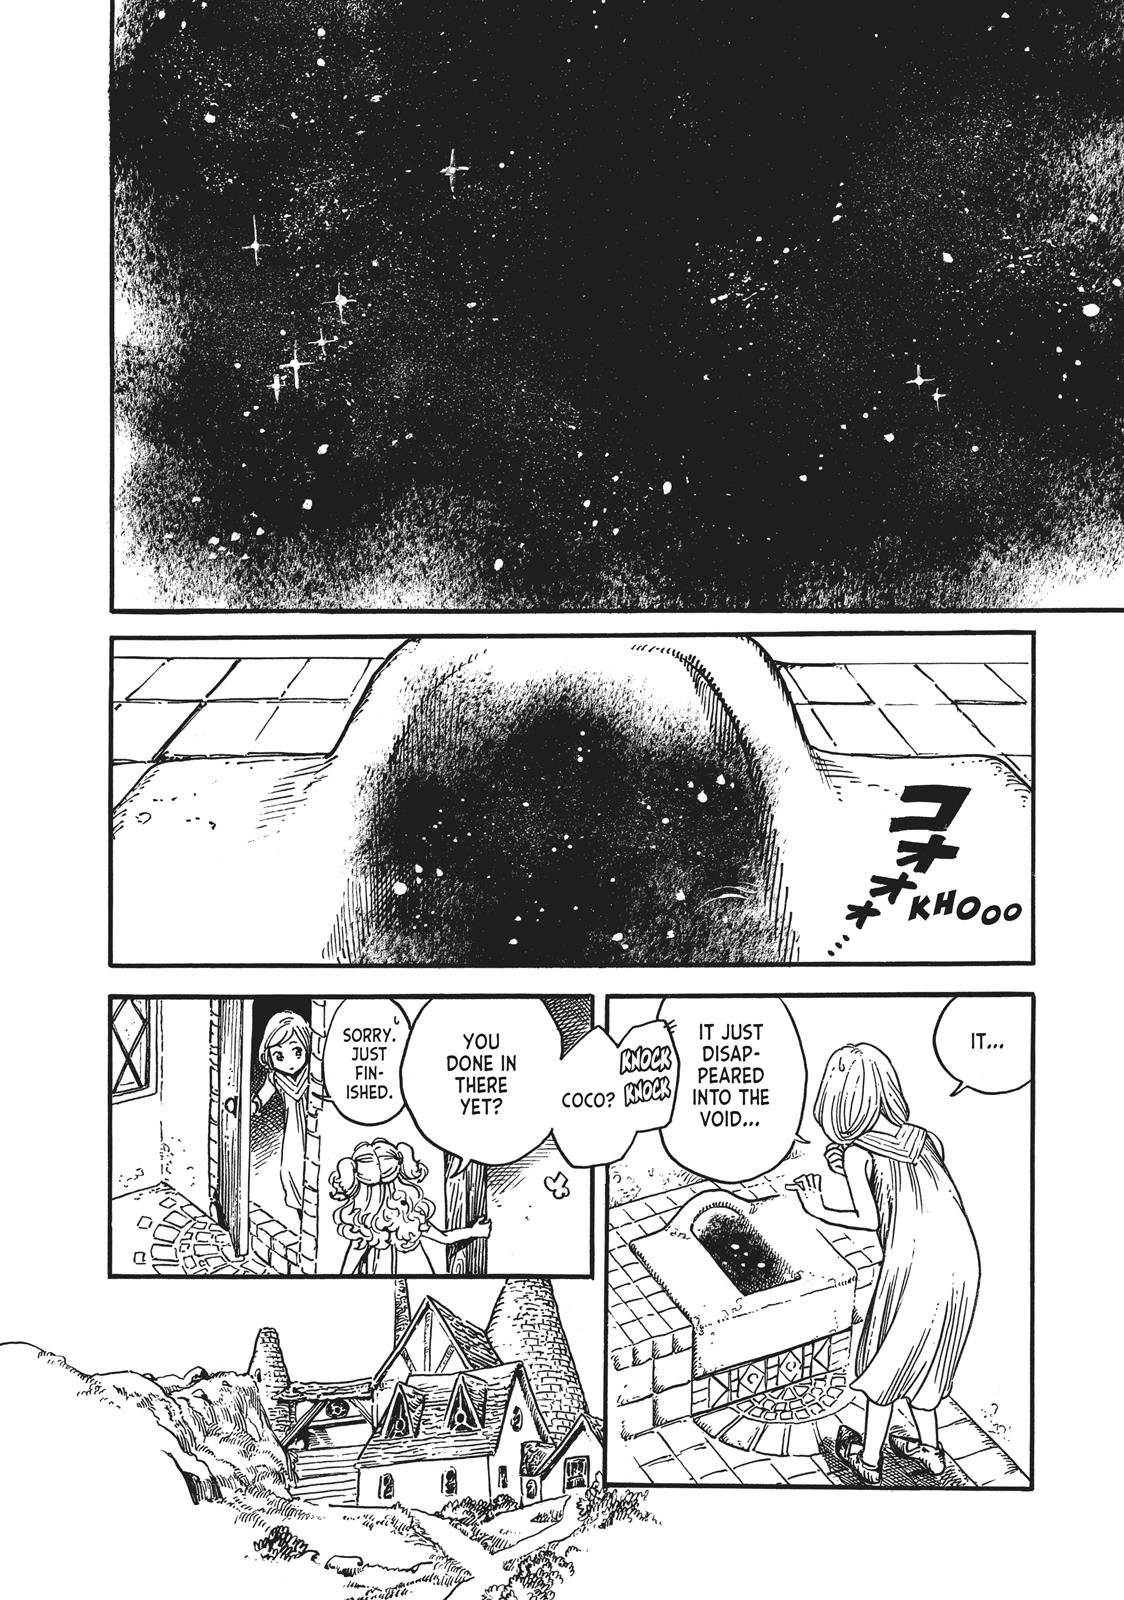 コオオオ...
KHOOO
IT...
IT JUST
DISAP-
PEARED
INTO THE
VOID...
KNOCK
KNOCK
COCO?
YOU
DONE IN
THERE
YET?
SORRY.
JUST
FIN-
ISHED.